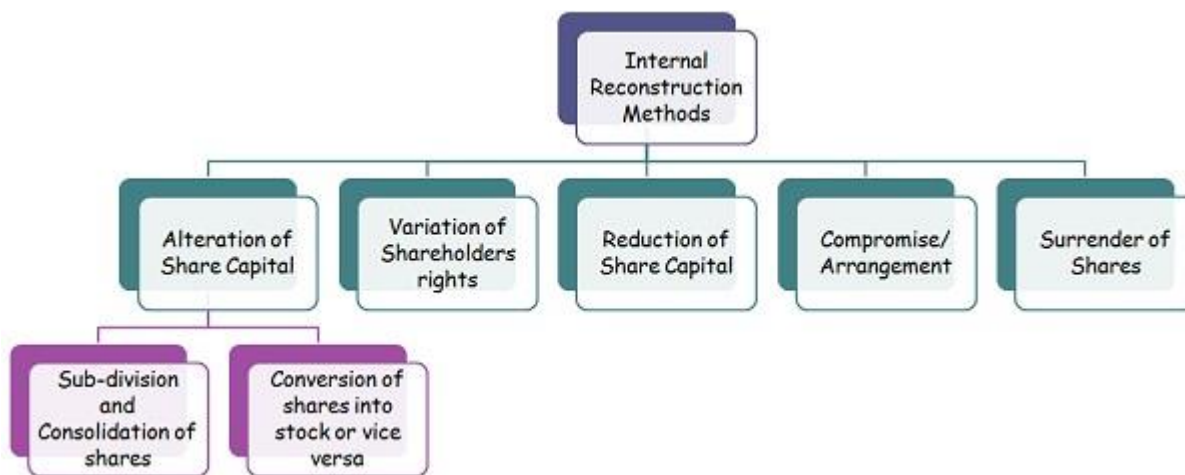 Internal
Reconstruction
Methods
Alteration of
Share Capital
Variation of
Shareholders
rights
Reduction of
Share Capital
Compromise/
Arrangement
Surrender of
Shares
Sub-division
and
Consolidation of
shares
Conversion of
shares into
stock or vice
versa